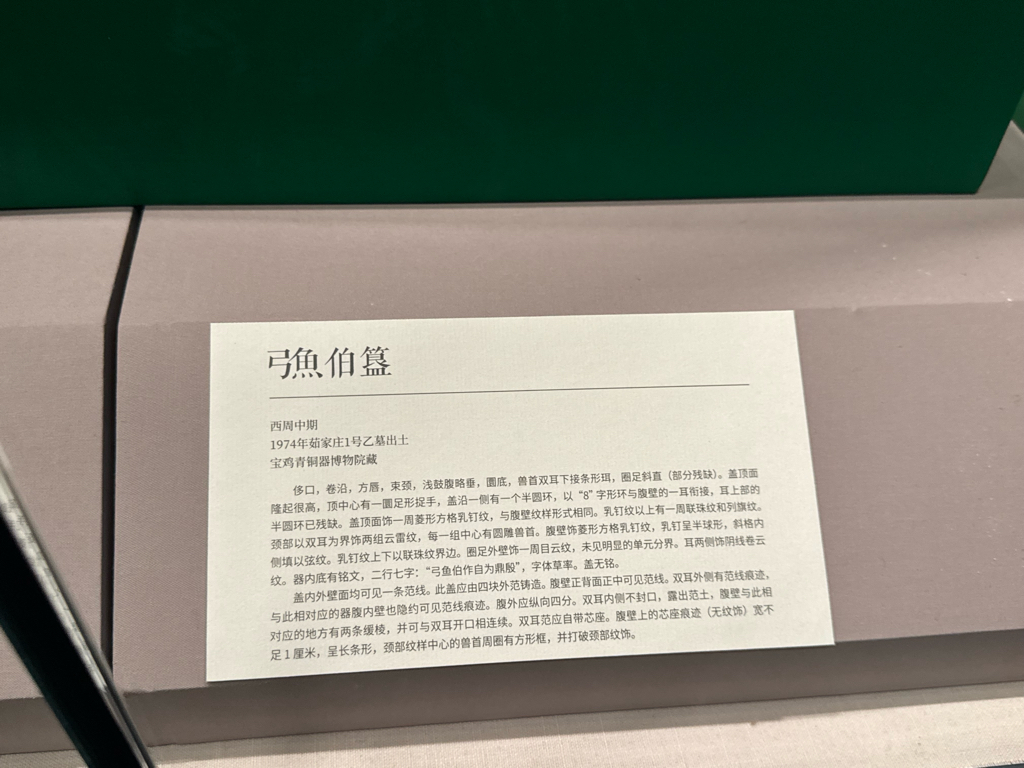 弓魚伯簋
西周中期
1974年茹家庄1号乙墓出土
宝鸡青铜器博物院藏
侈口，卷沿，方唇，束颈，浅鼓腹略垂，圜底，兽首双耳下接条形珥，圈足斜直（部分残缺）。盖顶面
隆起很高，顶中心有一圈足形捉手，盖沿一侧有一个半圆环，以“8”字形环与腹壁的一耳衔接，耳上部的
半圆环已残缺。盖顶面饰一周菱形方格乳钉纹，与腹壁纹样形式相同。乳钉纹以上有一周联珠纹和列旗纹。
颈部以双耳为界饰两组云雷纹，每一组中心有圆雕兽首。腹壁饰菱形方格乳钉纹，乳钉呈半球形，斜格内
侧填以弦纹。乳钉纹上下以联珠纹界边。圈足外壁饰一周目云纹，未见明显的单元分界。耳两侧饰阴线卷云
纹。器内底有铭文，二行七字：“弓鱼伯作自为鼎𣪘”，字体草率。盖无铭。
盖内外壁面均可见一条范线。此盖应由四块外范铸造。腹壁正背面正中可见范线。双耳外侧有范线痕迹，
与此相对应的器腹内壁也隐约可见范线痕迹。腹外应纵向四分。双耳内侧不封口，露出范土，腹壁与此相
对应的地方有两条缓棱，并可与双耳开口相连续。双耳范应自带芯座。腹壁上的芯座痕迹（无纹饰）宽不
足1厘米，呈长条形，颈部纹样中心的兽首周圈有方形框，并打破颈部纹饰。